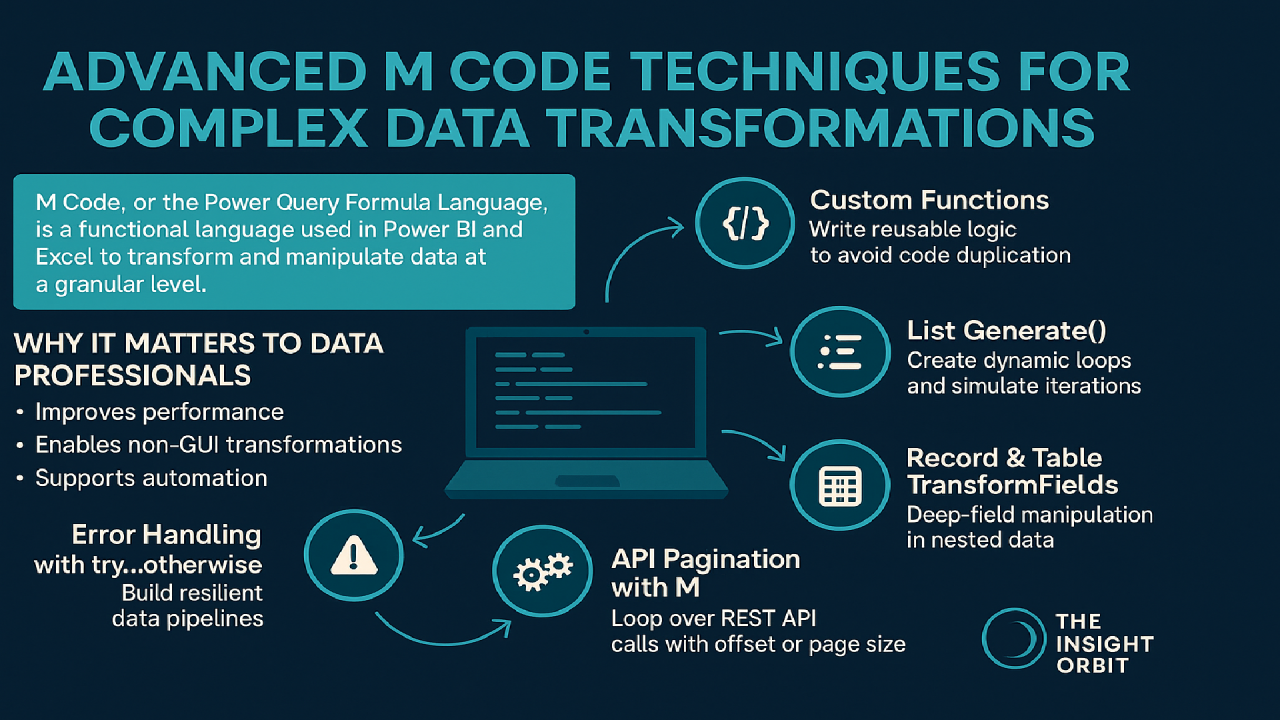 ADVANCED M CODE TECHNIQUES FOR
COMPLEX DATA TRANSFORMATIONS
M Code, or the Power Query Formula Language,
is a functional language used in Power BI and
Excel to transform and manipulate data at
a granular level.
WHY IT MATTERS TO DATA
PROFESSIONALS
• Improves performance
• Enables non-GUI transformations
• Supports automation
{/}
Custom Functions
Write reusable logic
to avoid code duplication
List Generate()
Create dynamic loops
and simulate iterations
Record & Table
TransformFields
Deep-field manipulation
in nested data
Error Handling
with try...otherwise
Build resilient
data pipelines
API Pagination
with M
Loop over REST API
calls with offset or page size
THE
INSIGHT
ORBIT